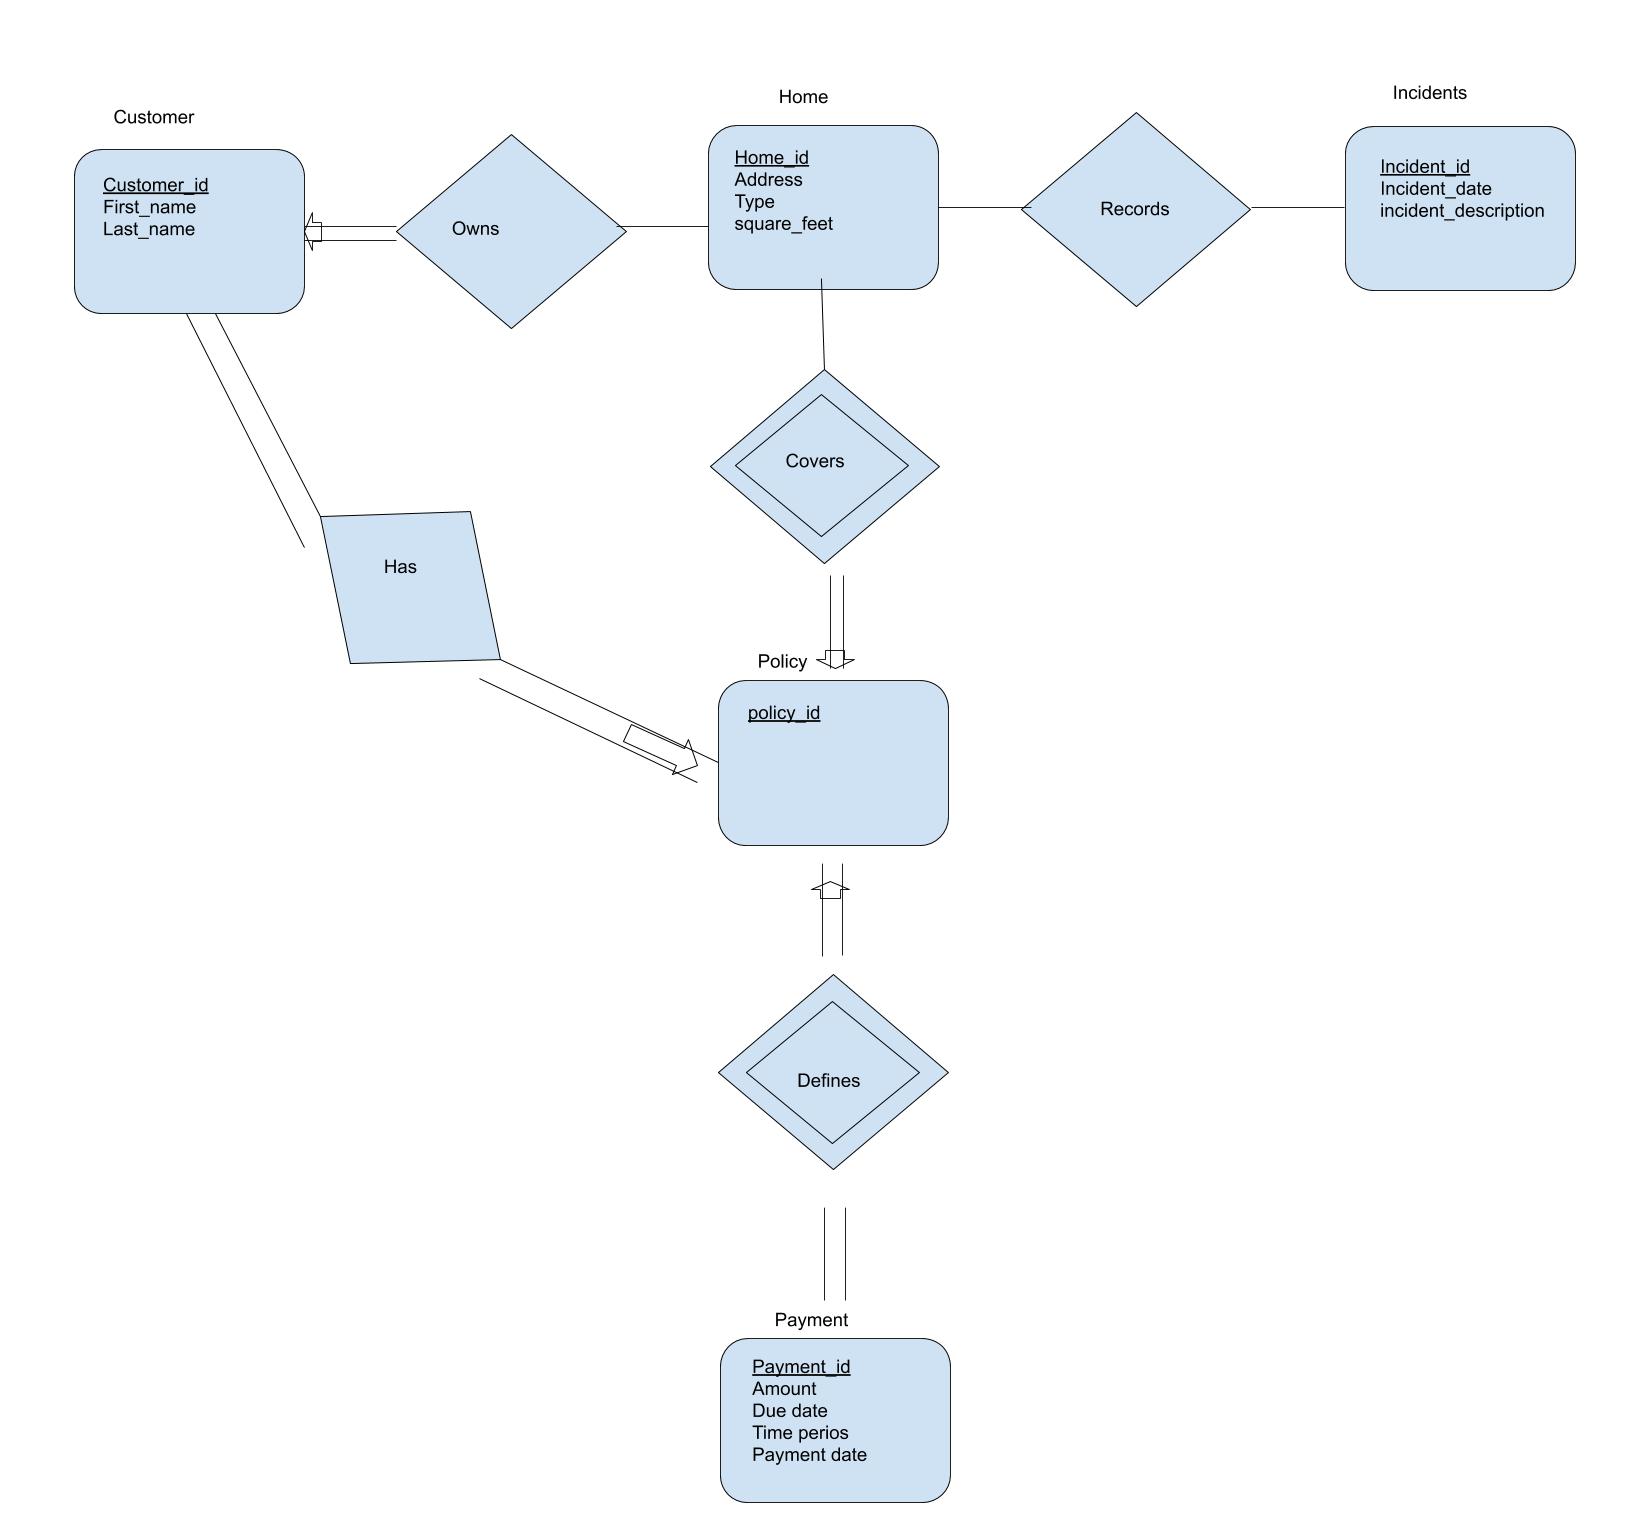 Customer
Customer_id
First_name
Last_name
Owns
Home
Home_id
Address
Type
square_feet
Records
Incidents
Incident_id
Incident_date
incident_description
Covers
Has
Policy
policy_id
Defines
Payment
Payment_id
Amount
Due date
Time perios
Payment date